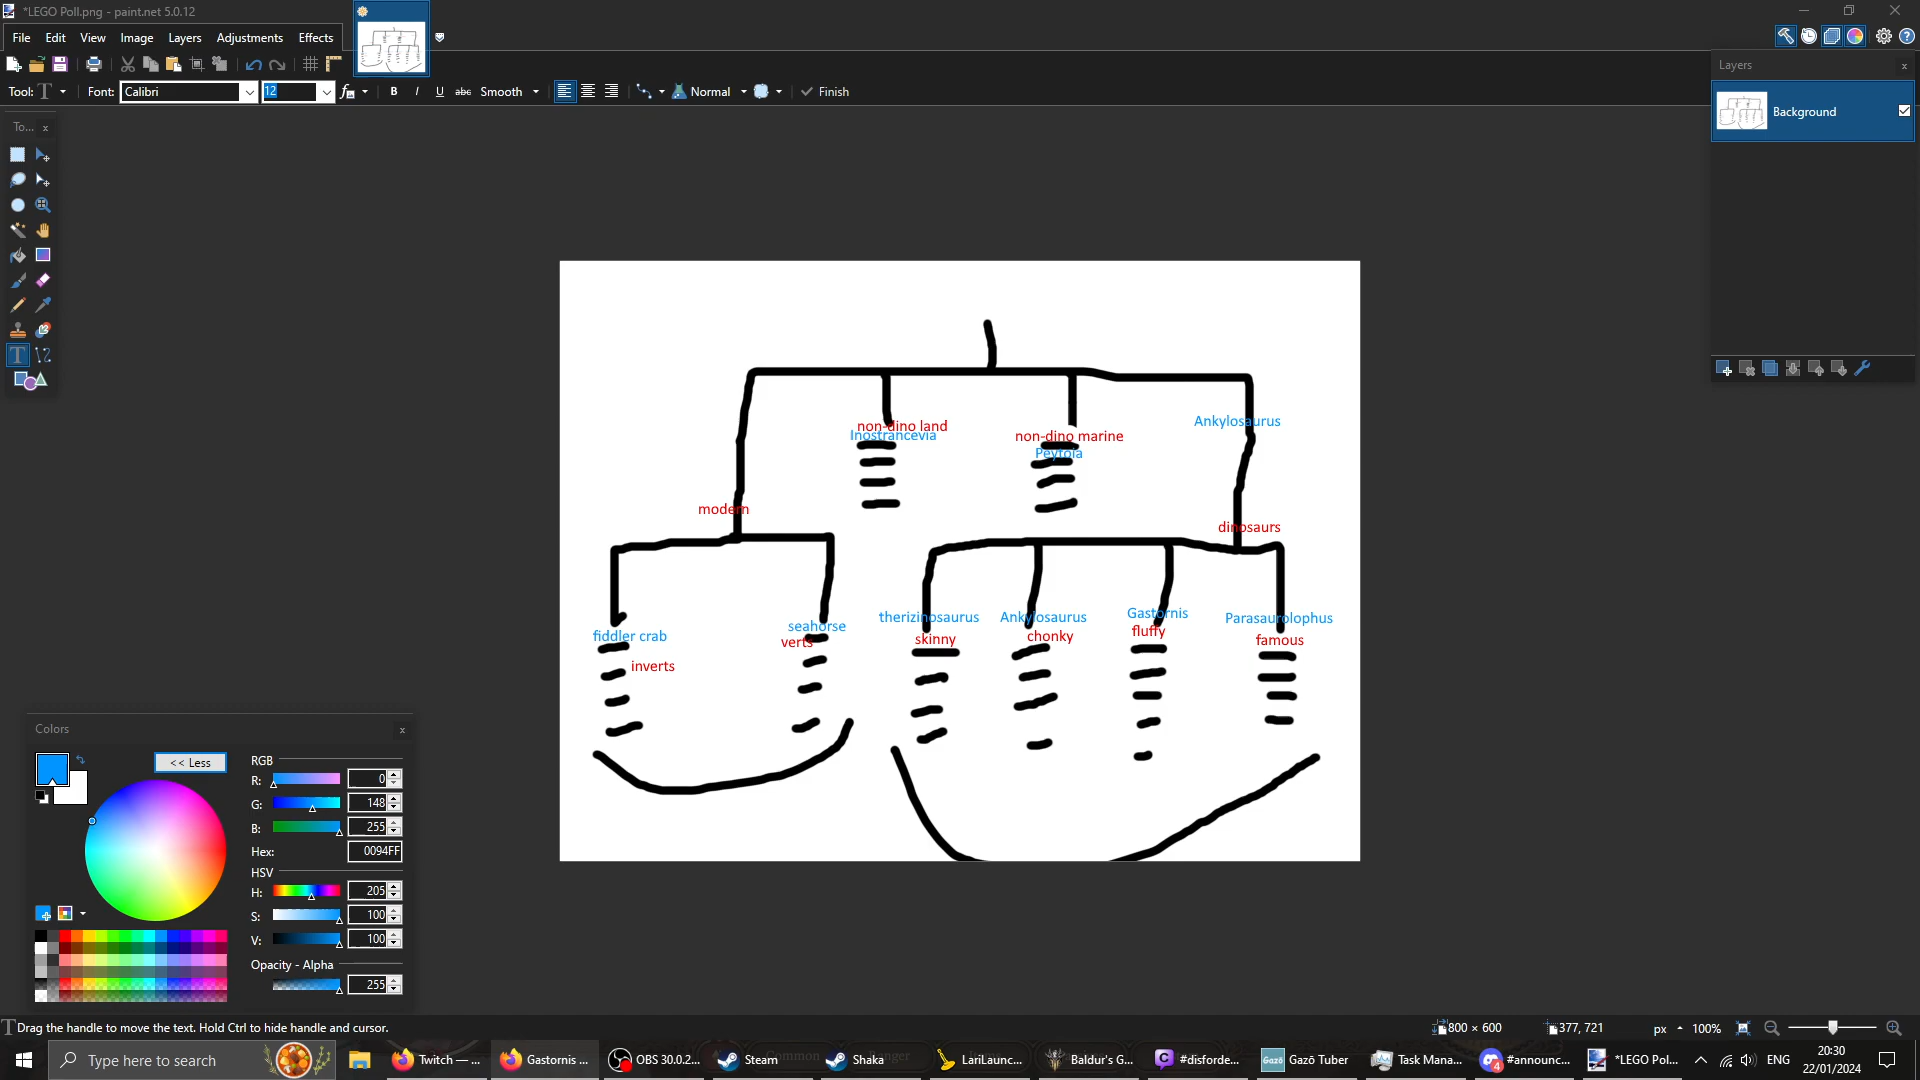 *LEGO Poll.png - paint.net 5.0.12
File Edit View Image Layers Adjustments Effects
Tool: Font: Calibri 12 B I U abc Smooth Normal Finish
To...
Layers
Background
non-dino land
Inostrancevia
non-dino marine
Peytoia
Ankylosaurus
modern
dinosaurs
therizinosaurus
Ankylosaurus
Gastornis
Parasaurolophus
fiddler crab
seahorse
verts
skinny
chonky
fluffy
famous
inverts
Colors
<< Less
RGB
R: 0
G: 148
B: 255
Hex: 0094FF
HSV
H: 205
S: 100
V: 100
Opacity - Alpha
255
Drag the handle to move the text. Hold Ctrl to hide handle and cursor.
800 × 600
377, 721
px
100%
Type here to search
Twitch — ...
Gastornis ...
OBS 30.0.2...
Steam
Shaka
LariLaunc...
Baldur's G...
#disforde...
Gazō Tuber
Task Mana...
#announc...
*LEGO Pol...
ENG
20:30
22/01/2024